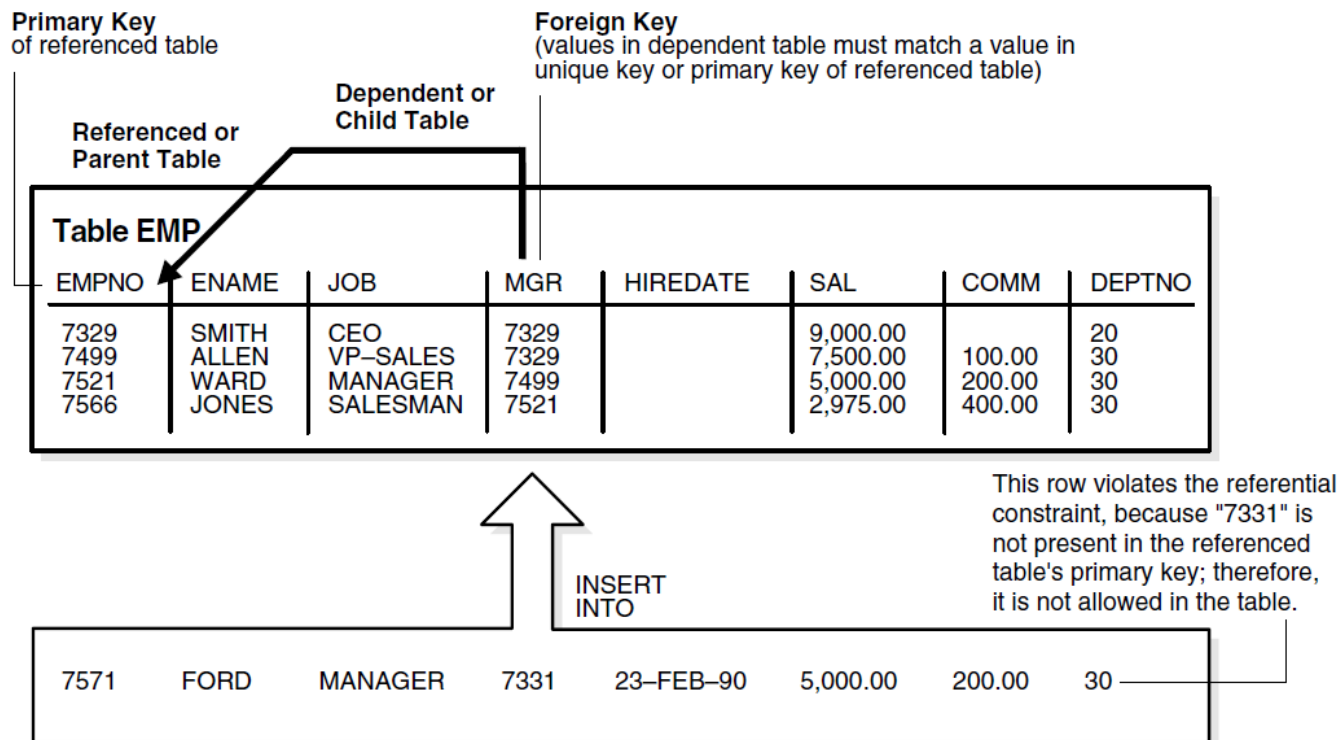 Primary Key
of referenced table
Foreign Key
(values in dependent table must match a value in
unique key or primary key of referenced table)
Dependent or
Child Table
Referenced or
Parent Table
Table EMP
EMPNO ENAME JOB MGR HIREDATE SAL COMM DEPTNO
7329 SMITH CEO 7329 9,000.00 20
7499 ALLEN VP–SALES 7329 7,500.00 100.00 30
7521 WARD MANAGER 7499 5,000.00 200.00 30
7566 JONES SALESMAN 7521 2,975.00 400.00 30
This row violates the referential
constraint, because "7331" is
not present in the referenced
table's primary key; therefore,
it is not allowed in the table.
INSERT
INTO
7571 FORD MANAGER 7331 23–FEB–90 5,000.00 200.00 30